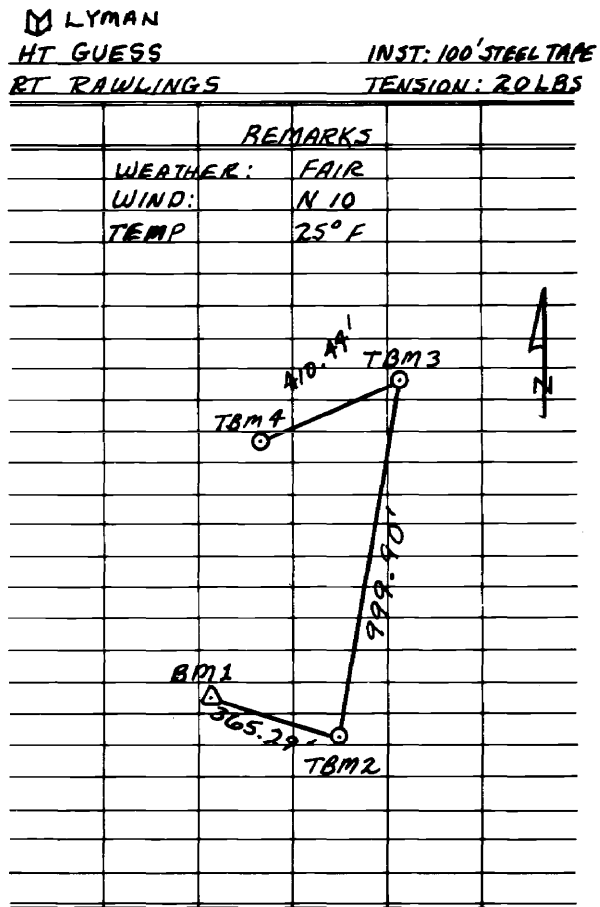 LYMAN
HT GUESS INST: 100' STEEL TAPE
RT RAWLINGS TENSION: 20 LBS
REMARKS
WEATHER: FAIR
WIND: N 10
TEMP 25° F
410.44'
TBM3
TBM4
N
999.90'
BM1
365.29'
TBM2